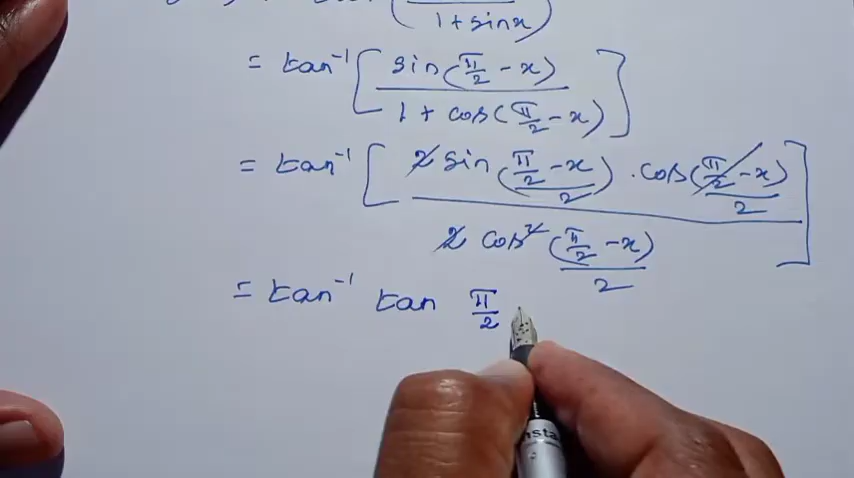 1+sinx)
= tan⁻¹ [ sin(π/2 - x) / 1 + cos(π/2 - x) ]
= tan⁻¹ [ 2 sin (π/2 - x)/2 . cos(π/2 - x)/2 / 2 cos² (π/2 - x)/2 ]
= tan⁻¹ tan π/2